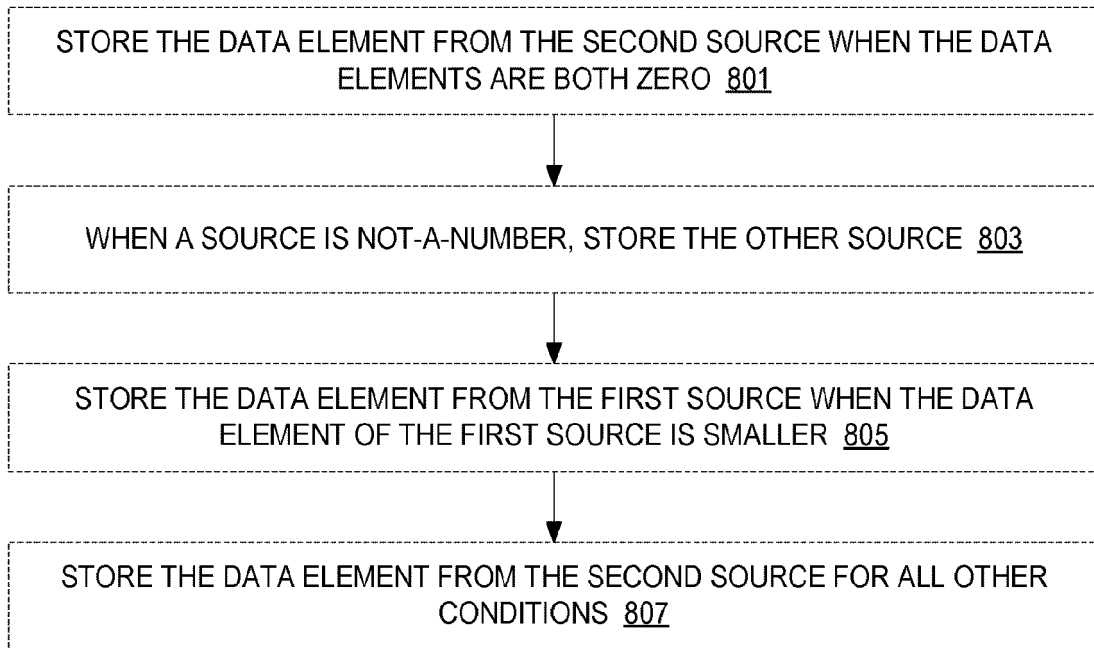 STORE THE DATA ELEMENT FROM THE SECOND SOURCE WHEN THE DATA
ELEMENTS ARE BOTH ZERO 801
WHEN A SOURCE IS NOT-A-NUMBER, STORE THE OTHER SOURCE 803
STORE THE DATA ELEMENT FROM THE FIRST SOURCE WHEN THE DATA
ELEMENT OF THE FIRST SOURCE IS SMALLER 805
STORE THE DATA ELEMENT FROM THE SECOND SOURCE FOR ALL OTHER
CONDITIONS 807